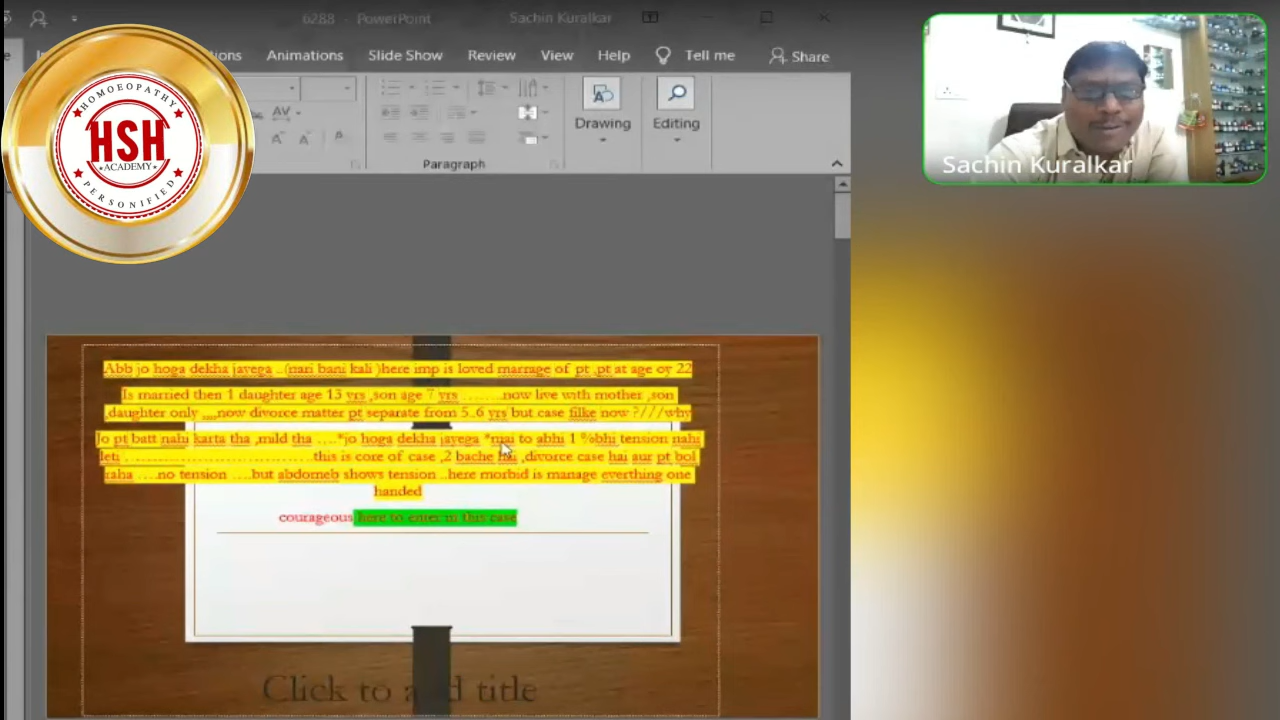 6288 - PowerPoint
Sachin Kuralkar
Animations
Slide Show
Review
View
Help
Tell me
Share
HOMOEOPATHY
HSH
ACADEMY
PERSONIFIED
Drawing
Editing
Paragraph
Sachin Kuralkar
Abb jo hoga dekha jayega ..(nari bani kali )here imp is loved marrage of pt ,pt at age oy 22
Is married then 1 daughter age 13 yrs ,son age 7 yrs ........now live with mother ,son
,daughter only ,,,,now divorce matter pt separate from 5..6 yrs but case filke now ?///why
Jo pt batt nahi karta tha ,mild tha ....*jo hoga dekha jayega *mai to abhi 1 %bhi tension nahi
leti ................................................this is core of case ,2 bache hai ,divorce case hai aur pt bol
raha ....no tension ....but abdomeb shows tension ..here morbid is manage everthing one
handed
courageous here to enter in this case
Click to add title